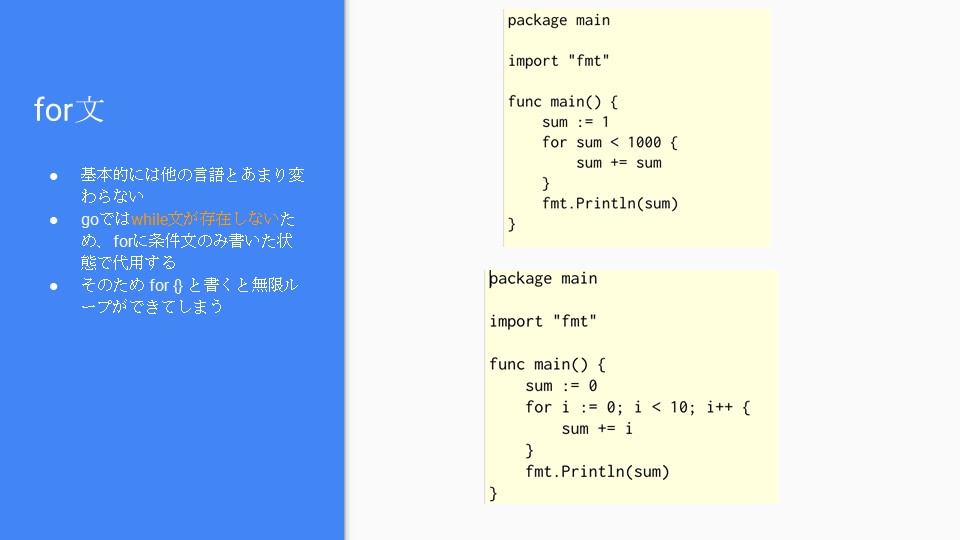 for文
● 基本的には他の言語とあまり変
わらない
● goではwhile文が存在しないた
め、forに条件文のみ書いた状
態で代用する
● そのため for {} と書くと無限ル
ープができてしまう
package main
import "fmt"
func main() {
    sum := 1
    for sum < 1000 {
        sum += sum
    }
    fmt.Println(sum)
}
package main
import "fmt"
func main() {
    sum := 0
    for i := 0; i < 10; i++ {
        sum += i
    }
    fmt.Println(sum)
}